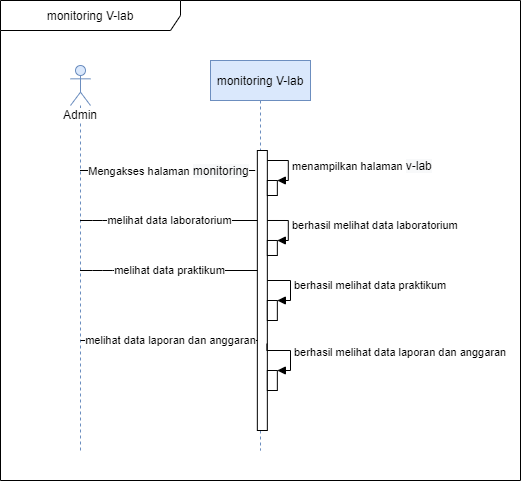 monitoring V-lab
monitoring V-lab
Admin
Mengakses halaman monitoring
menampilkan halaman v-lab
melihat data laboratorium
berhasil melihat data laboratorium
melihat data praktikum
berhasil melihat data praktikum
melihat data laporan dan anggaran
berhasil melihat data laporan dan anggaran